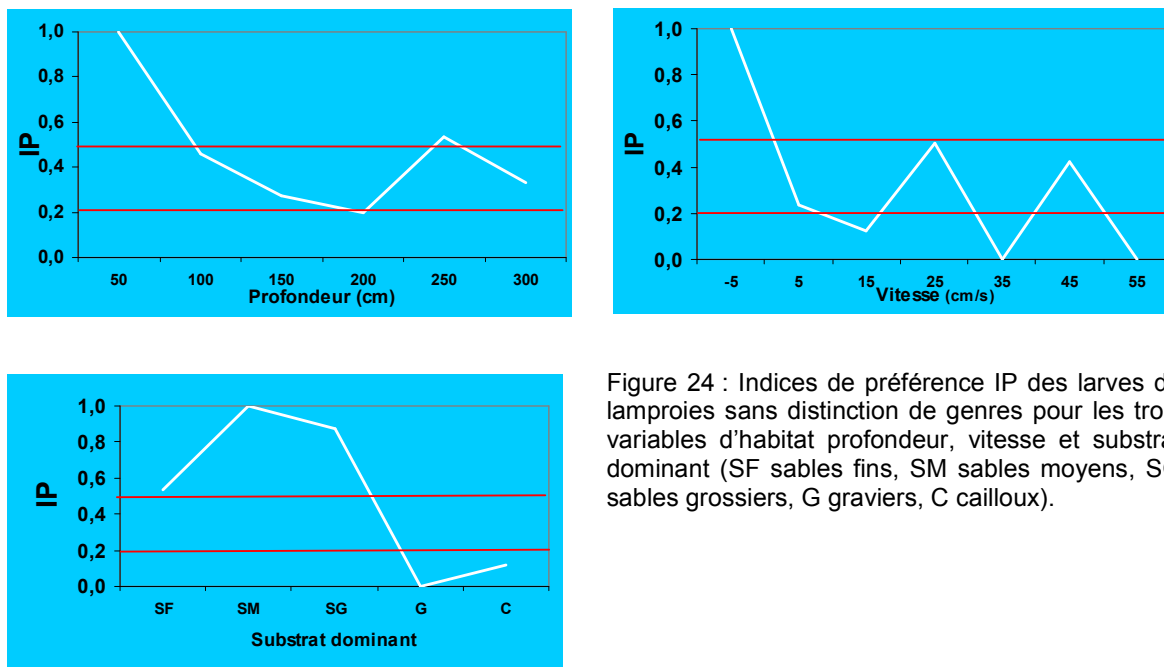 1,0
0,8
0,6
0,4
0,2
0,0
IP
50 100 150 200 250 300
Profondeur (cm)
1,0
0,8
0,6
0,4
0,2
0,0
IP
-5 5 15 25 35 45 55
Vitesse (cm/s)
1,0
0,8
0,6
0,4
0,2
0,0
IP
SF SM SG G C
Substrat dominant
Figure 24 : Indices de préférence IP des larves
lamproies sans distinction de genres pour les
variables d'habitat profondeur, vitesse et
dominant (SF sables fins, SM sables moyens,
sables grossiers, G graviers, C cailloux).